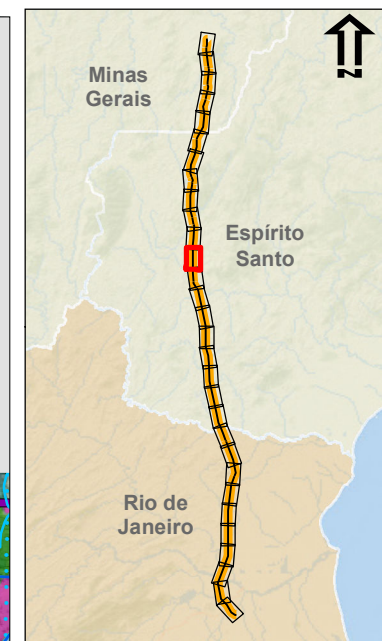 Minas
Gerais
N
Espírito
Santo
Rio de
Janeiro